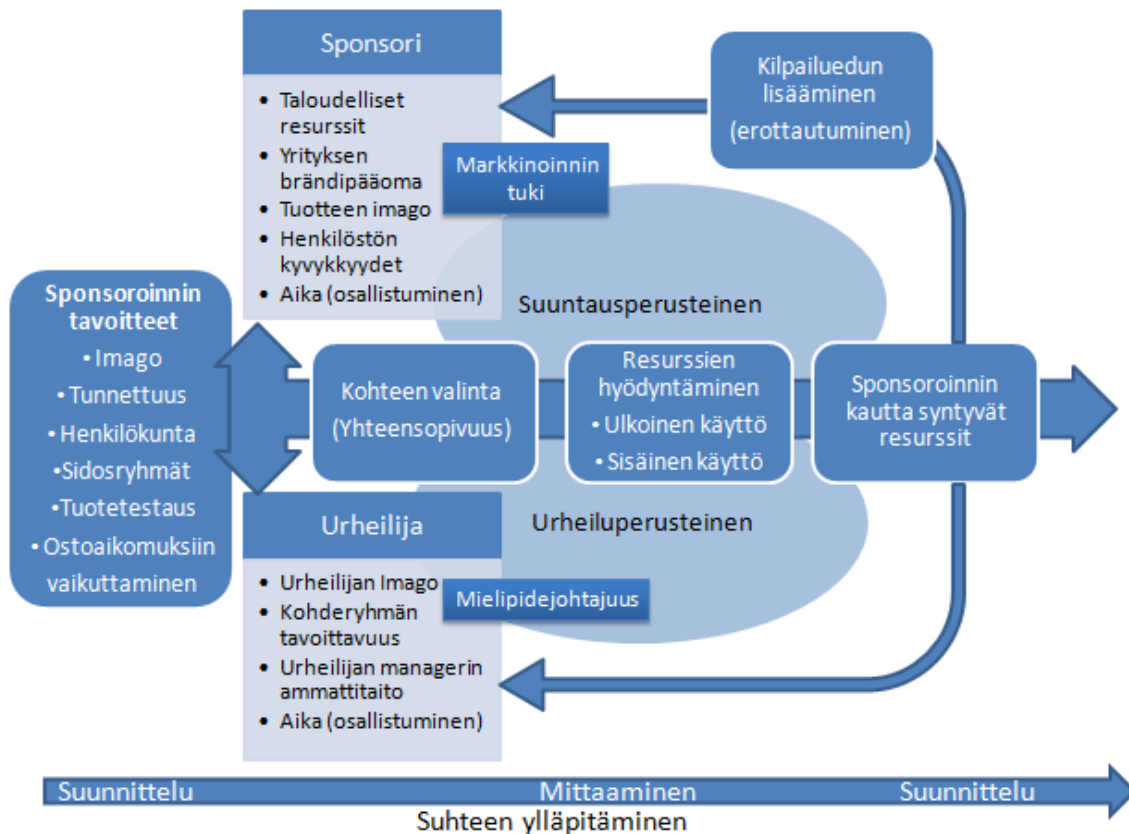 Sponsori
• Taloudelliset
resurssit
• Yrityksen
brändipääoma
• Tuotteen imago
• Henkilöstön
kyvykkyydet
• Aika (osallistuminen)
Markkinoinnin
tuki
Kilpailuedun
lisääminen
(erottautuminen)
Sponsoroinnin
tavoitteet
• Imago
• Tunnettuus
• Henkilökunta
• Sidosryhmät
• Tuotetestaus
• Ostoaikomuksiin
vaikuttaminen
Suuntausperusteinen
Kohteen valinta
(Yhteensopivuus)
Resurssien
hyödyntäminen
• Ulkoinen käyttö
• Sisäinen käyttö
Sponsoroinnin
kautta syntyvät
resurssit
Urheiluperusteinen
Urheilija
• Urheilijan Imago
• Kohderyhmän
tavoittavuus
• Urheilijan managerin
ammattitaito
• Aika (osallistuminen)
Mielipidejohtajuus
Suunnittelu Mittaaminen Suunnittelu
Suhteen ylläpitäminen